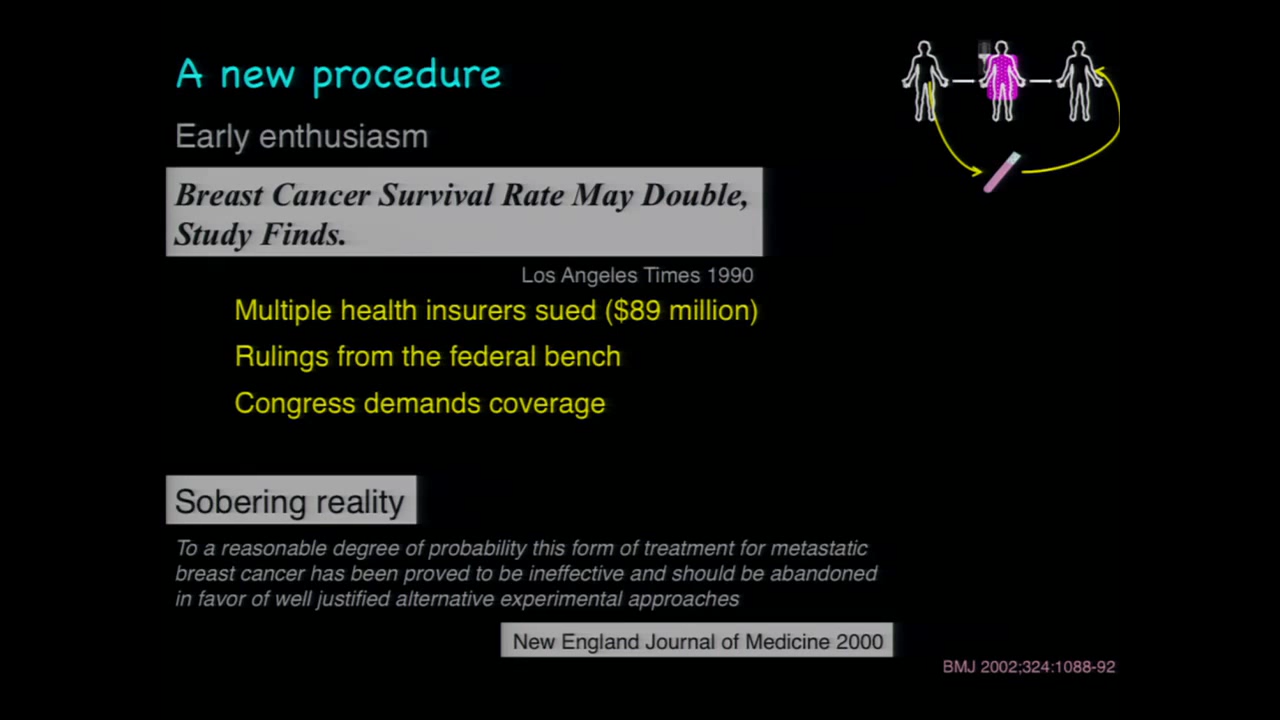 A new procedure
Early enthusiasm
Breast Cancer Survival Rate May Double,
Study Finds.
Los Angeles Times 1990
Multiple health insurers sued ($89 million)
Rulings from the federal bench
Congress demands coverage
Sobering reality
To a reasonable degree of probability this form of treatment for metastatic
breast cancer has been proved to be ineffective and should be abandoned
in favor of well justified alternative experimental approaches
New England Journal of Medicine 2000
BMJ 2002;324:1088-92